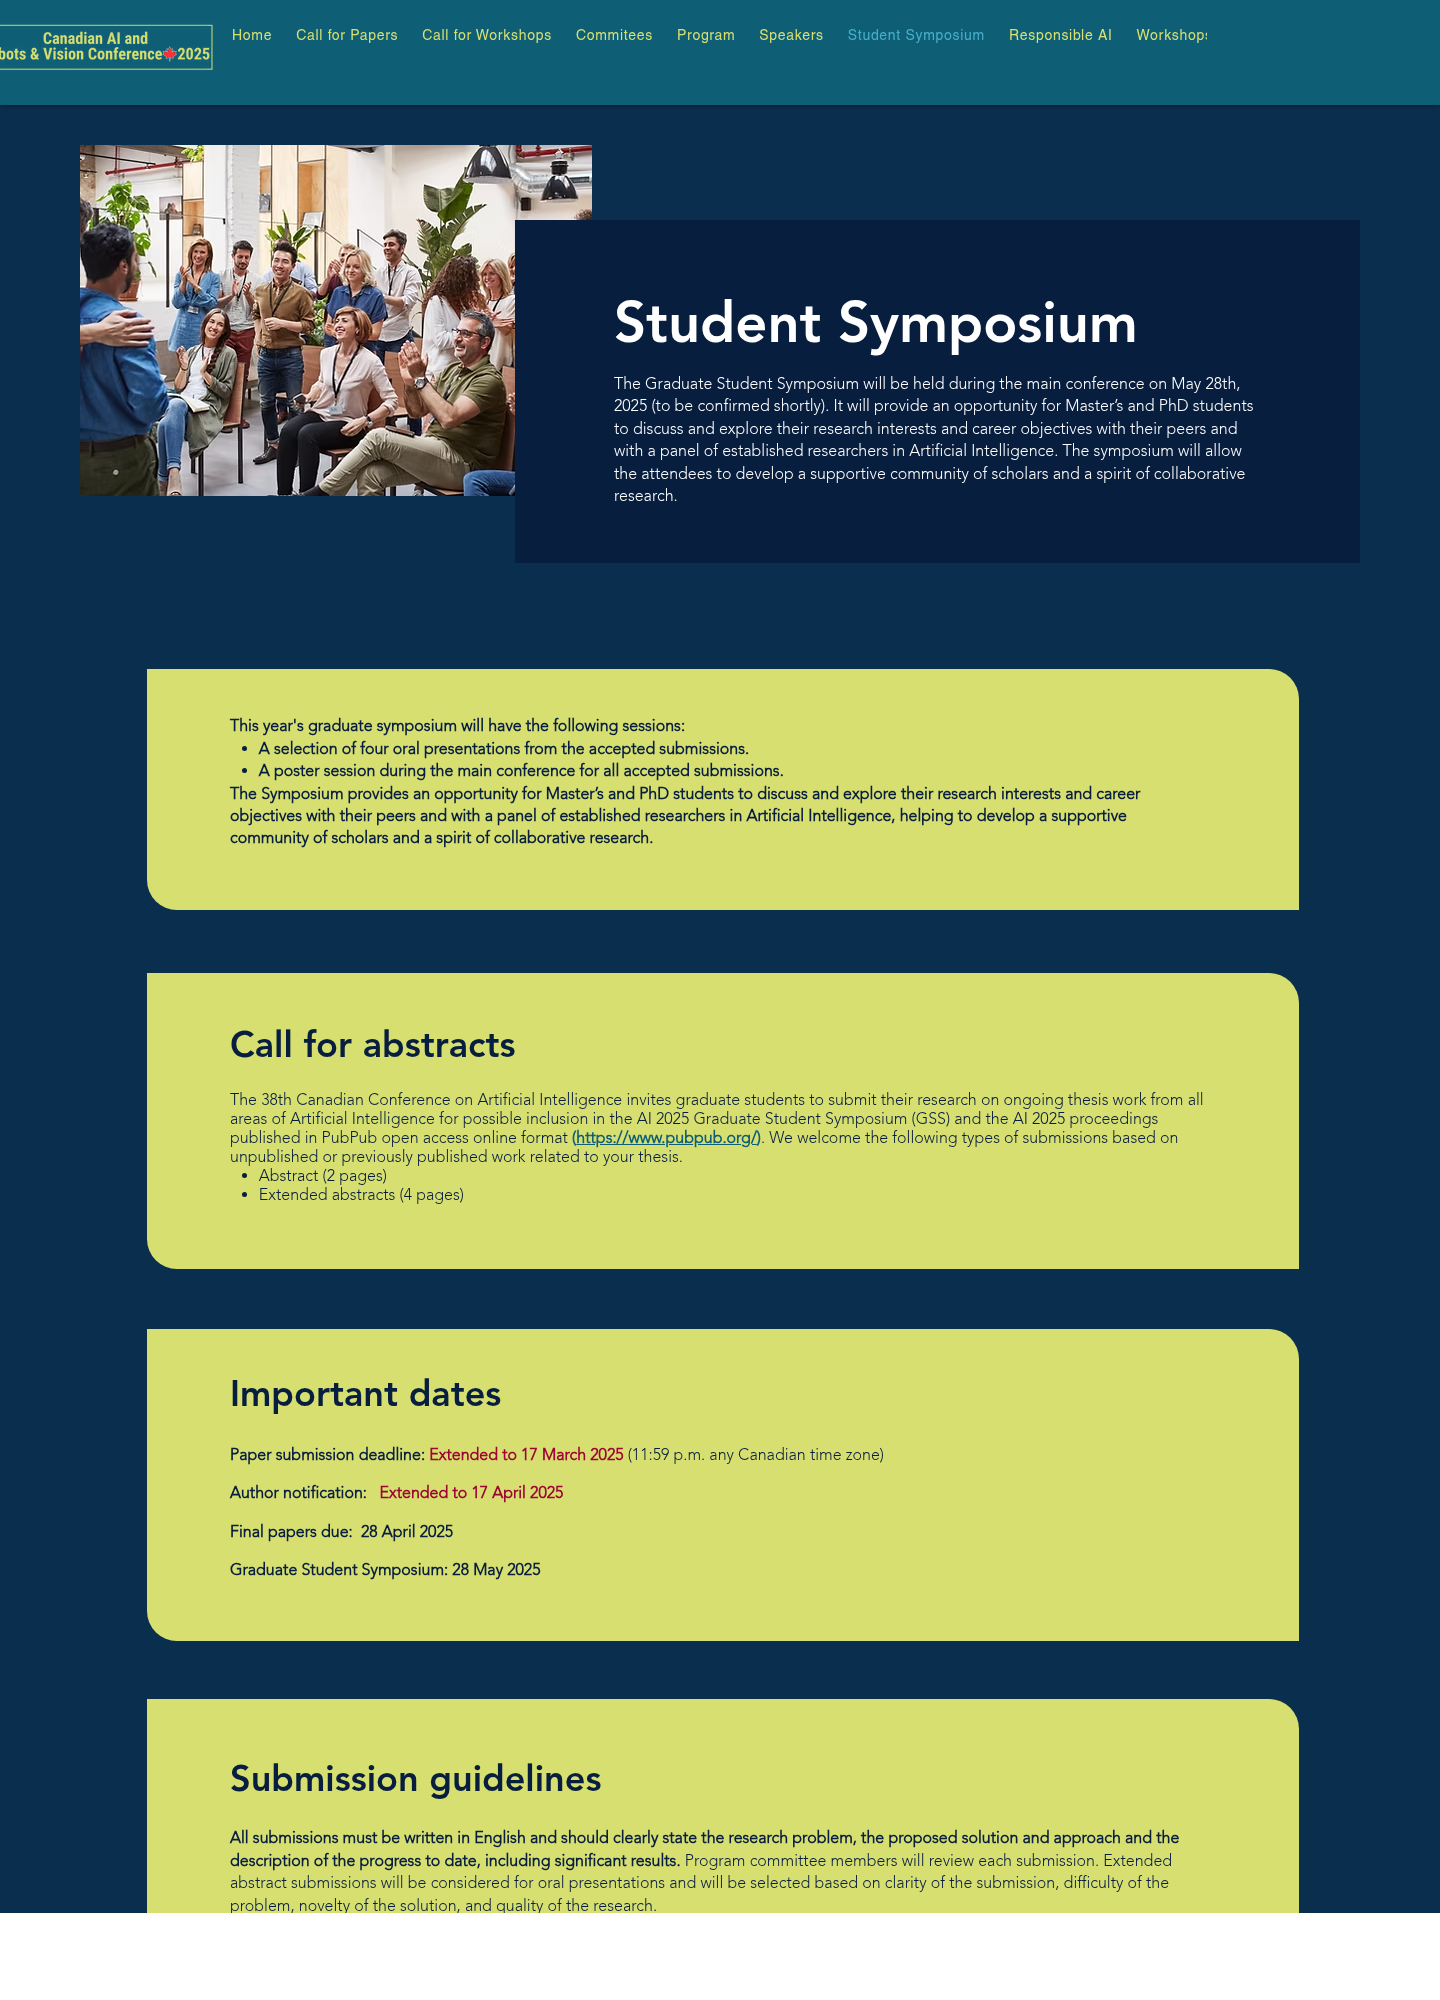 Canadian AI and
bots & Vision Conference 2025
Home Call for Papers Call for Workshops Commitees Program Speakers Student Symposium Responsible AI Workshops
Student Symposium
The Graduate Student Symposium will be held during the main conference on May 28th,
2025 (to be confirmed shortly). It will provide an opportunity for Master’s and PhD students
to discuss and explore their research interests and career objectives with their peers and
with a panel of established researchers in Artificial Intelligence. The symposium will allow
the attendees to develop a supportive community of scholars and a spirit of collaborative
research.
This year's graduate symposium will have the following sessions:
• A selection of four oral presentations from the accepted submissions.
• A poster session during the main conference for all accepted submissions.
The Symposium provides an opportunity for Master’s and PhD students to discuss and explore their research interests and career
objectives with their peers and with a panel of established researchers in Artificial Intelligence, helping to develop a supportive
community of scholars and a spirit of collaborative research.
Call for abstracts
The 38th Canadian Conference on Artificial Intelligence invites graduate students to submit their research on ongoing thesis work from all
areas of Artificial Intelligence for possible inclusion in the AI 2025 Graduate Student Symposium (GSS) and the AI 2025 proceedings
published in PubPub open access online format (https://www.pubpub.org/). We welcome the following types of submissions based on
unpublished or previously published work related to your thesis.
• Abstract (2 pages)
• Extended abstracts (4 pages)
Important dates
Paper submission deadline: Extended to 17 March 2025 (11:59 p.m. any Canadian time zone)
Author notification: Extended to 17 April 2025
Final papers due: 28 April 2025
Graduate Student Symposium: 28 May 2025
Submission guidelines
All submissions must be written in English and should clearly state the research problem, the proposed solution and approach and the
description of the progress to date, including significant results. Program committee members will review each submission. Extended
abstract submissions will be considered for oral presentations and will be selected based on clarity of the submission, difficulty of the
problem, novelty of the solution, and quality of the research.